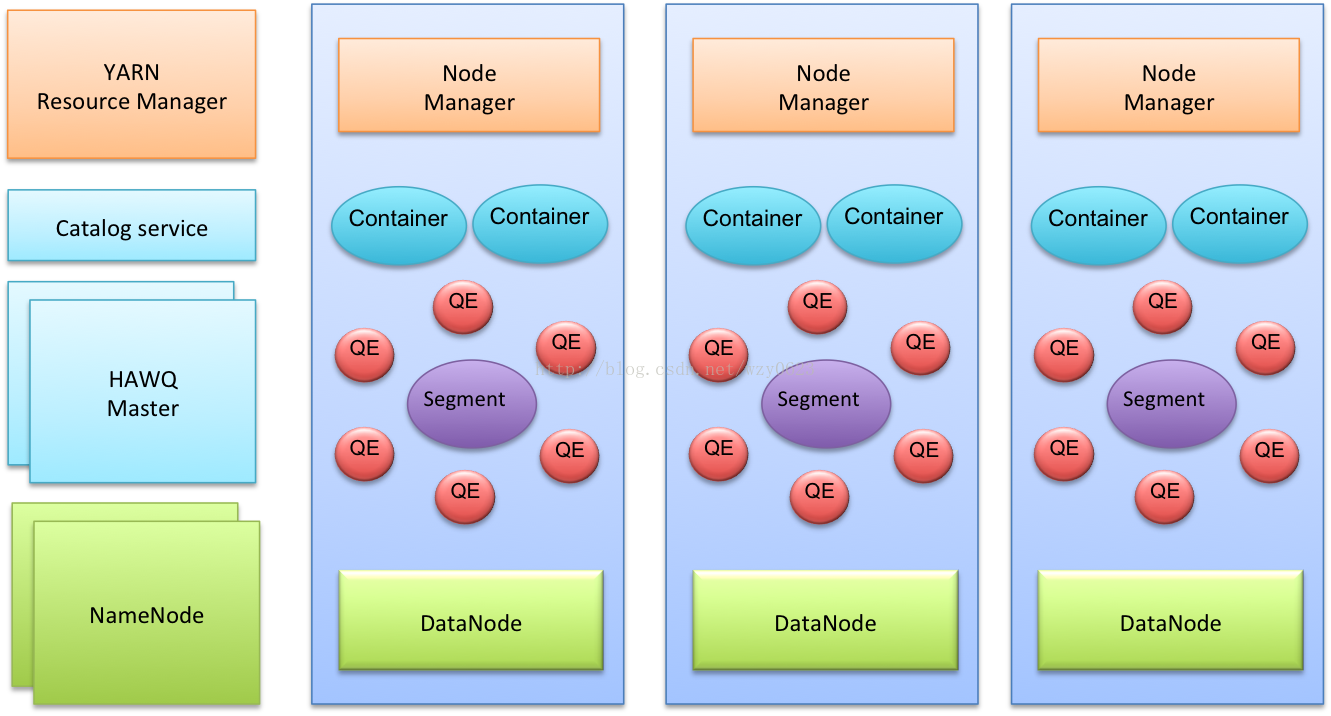 YARN
Resource Manager
Catalog service
HAWQ
Master
NameNode
Node
Manager
Container
Container
QE
QE
QE
Segment
QE
QE
QE
DataNode
Node
Manager
Container
Container
QE
QE
QE
Segment
QE
QE
QE
DataNode
Node
Manager
Container
Container
QE
QE
QE
Segment
QE
QE
QE
DataNode